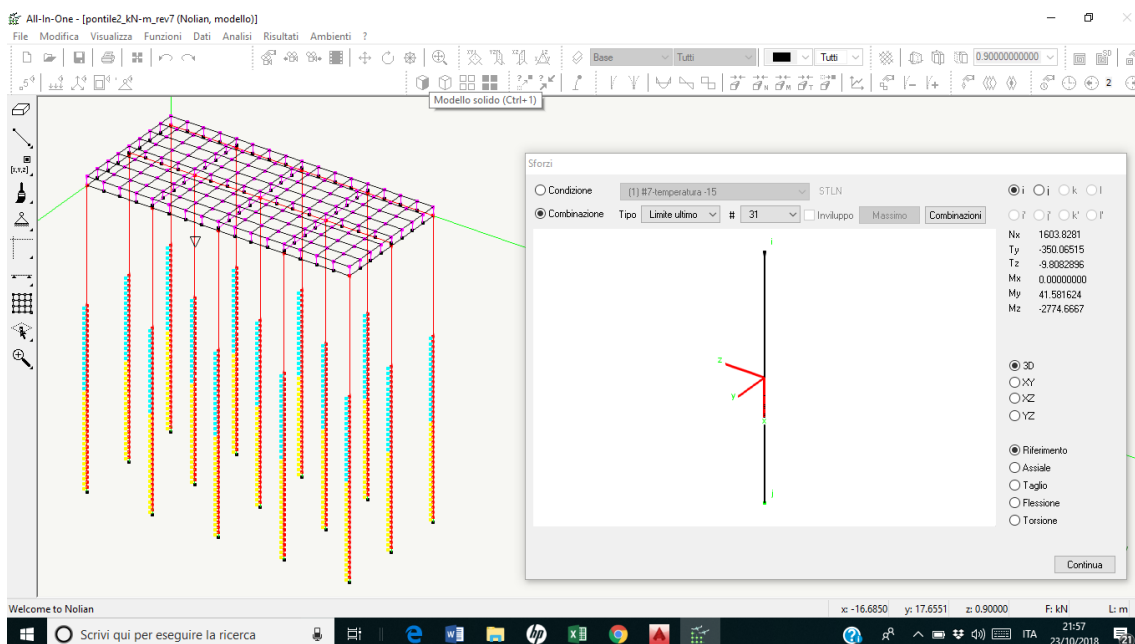 All-In-One - [pontile2_kN-m_rev7 (Nolian, modello)]
File Modifica Visualizza Funzioni Dati Analisi Risultati Ambienti ?
Base Tutti Tutti 0.90000000000
2
Modello solido (Ctrl+1)
[x,y,z]
Sforzi
Condizione [1] #7-temperatura -15 STLN i j k l
Combinazione Tipo Limite ultimo # 31 Inviluppo Massimo Combinazioni i' j' k' l'
Nx 1603.8281
Ty -350.06515
Tz -9.8082896
Mx 0.00000000
My 41.581624
Mz -2774.6667
i
z
y
x
j
3D
XY
XZ
YZ
Riferimento
Assiale
Taglio
Flessione
Torsione
Continua
Welcome to Nolian x: -16.6850 y: 17.6551 z: 0.90000 F: kN L: m
Scrivi qui per eseguire la ricerca ITA 21:57
23/10/2018